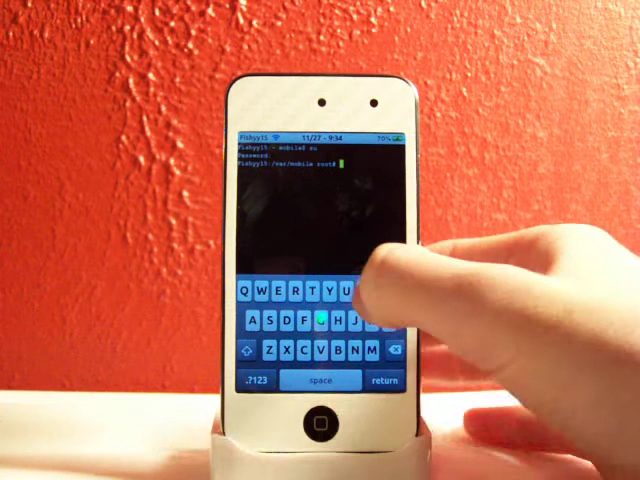 Fishyy15 11/27 - 9:34 70%
Fishyy15:~ mobile$ su
Password:
Fishyy15:/var/mobile root#
Q W E R T Y U
A S D F H J
Z X C V B N M
.?123 space return